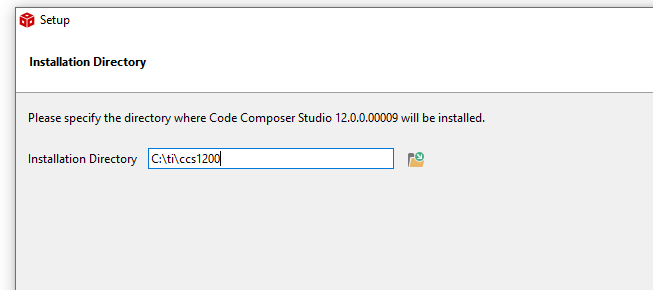 Setup
Installation Directory
Please specify the directory where Code Composer Studio 12.0.0.00009 will be installed.
Installation Directory C:\ti\ccs1200